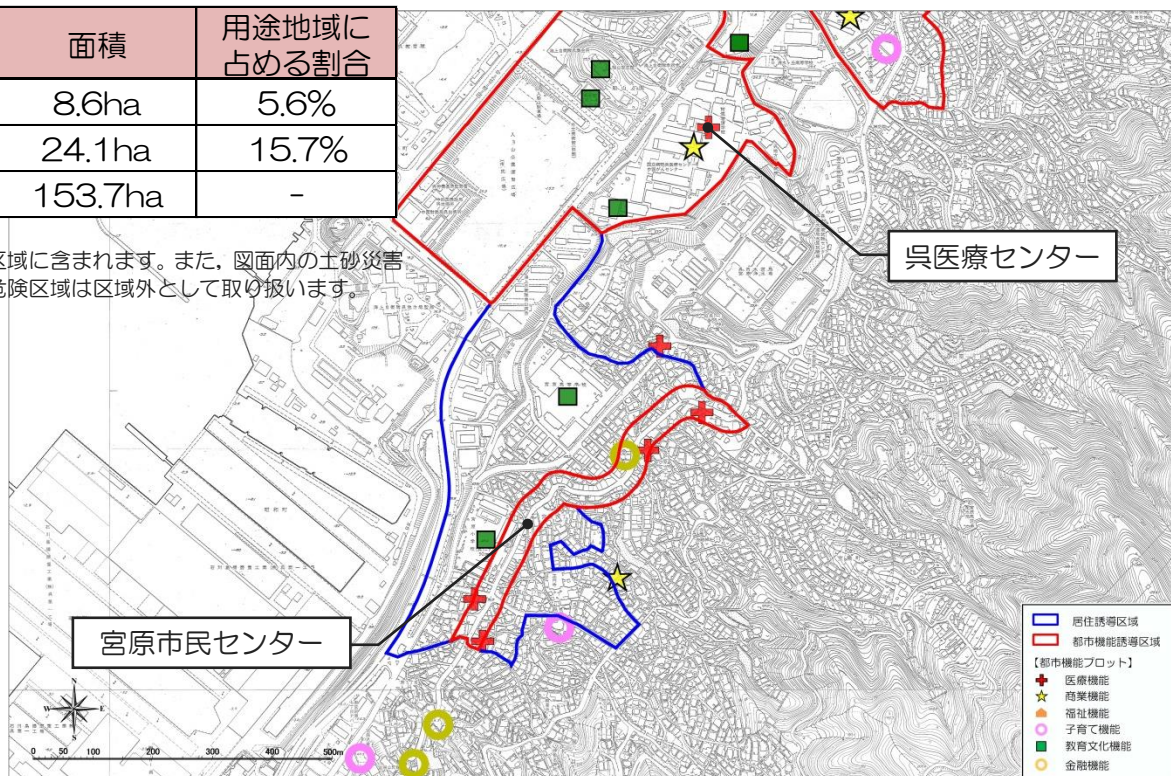 面積 用途地域に
占める割合
8.6ha 5.6%
24.1ha 15.7%
153.7ha -
区域に含まれます。また，図面内の土砂災害
危険区域は区域外として取り扱います。
呉医療センター
宮原市民センター
居住誘導区域
都市機能誘導区域
【都市機能プロット】
医療機能
商業機能
福祉機能
子育て機能
教育文化機能
金融機能
N
W E
S
0 50 100 200 300 400 500m